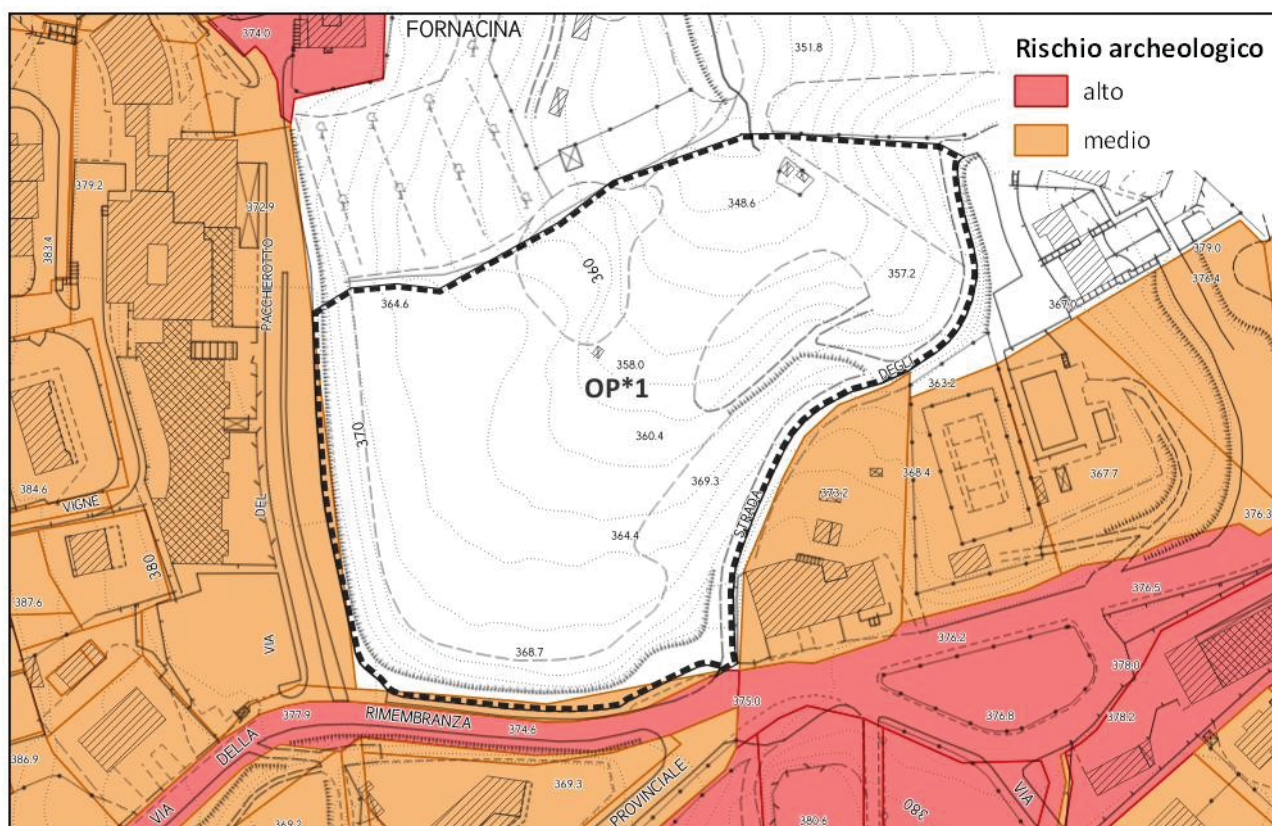 FORNACINA
374.0
351.8
Rischio archeologico
alto
medio
379.2
372.9
383.4
348.6
360
357.2
364.6
379.0
376.4
367.0
PACCHEROTTO
358.0
OP*1
DEGLI
363.2
370
360.4
384.6
VIGNE
DEL
369.3
368.4
367.7
373.2
STRADA
376.3
364.4
380
387.6
VIA
368.7
376.5
376.2
378.0
375.0
377.9
RIMEMBRANZA
374.6
376.8
378.2
DELLA
386.9
VIA
369.3
369.2
PROVINCIALE
VIA
380.6
380